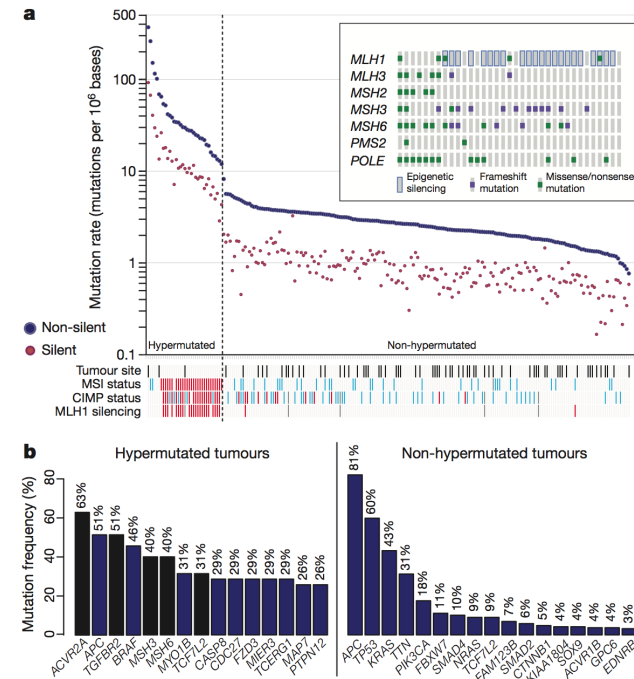 a
500
100
10
1
0.1
Mutation rate (mutations per 10⁶ bases)
Non-silent
Silent
Hypermutated
Non-hypermutated
MLH1
MLH3
MSH2
MSH3
MSH6
PMS2
POLE
Epigenetic
silencing
Frameshift
mutation
Missense/nonsense
mutation
Tumour site
MSI status
CIMP status
MLH1 silencing
b
Hypermutated tumours
Mutation frequency (%)
80
60
40
20
0
63%
51%
51%
46%
40%
40%
31%
31%
29%
29%
29%
29%
29%
26%
26%
ACVR2A
APC
TGFBR2
BRAF
MSH3
MSH6
MYO1B
TCF7L2
CASP8
CDC27
FZD3
MIER3
TCERG1
MAP7
PTPN12
Non-hypermutated tumours
81%
60%
43%
31%
18%
11%
10%
9%
9%
7%
6%
5%
4%
4%
4%
4%
3%
APC
TP53
KRAS
TTN
PIK3CA
FBXW7
SMAD4
NRAS
TCF7L2
FAM123B
SMAD2
CTNNB1
KIAA1804
SOX9
ACVR1B
GPC6
EDNRB